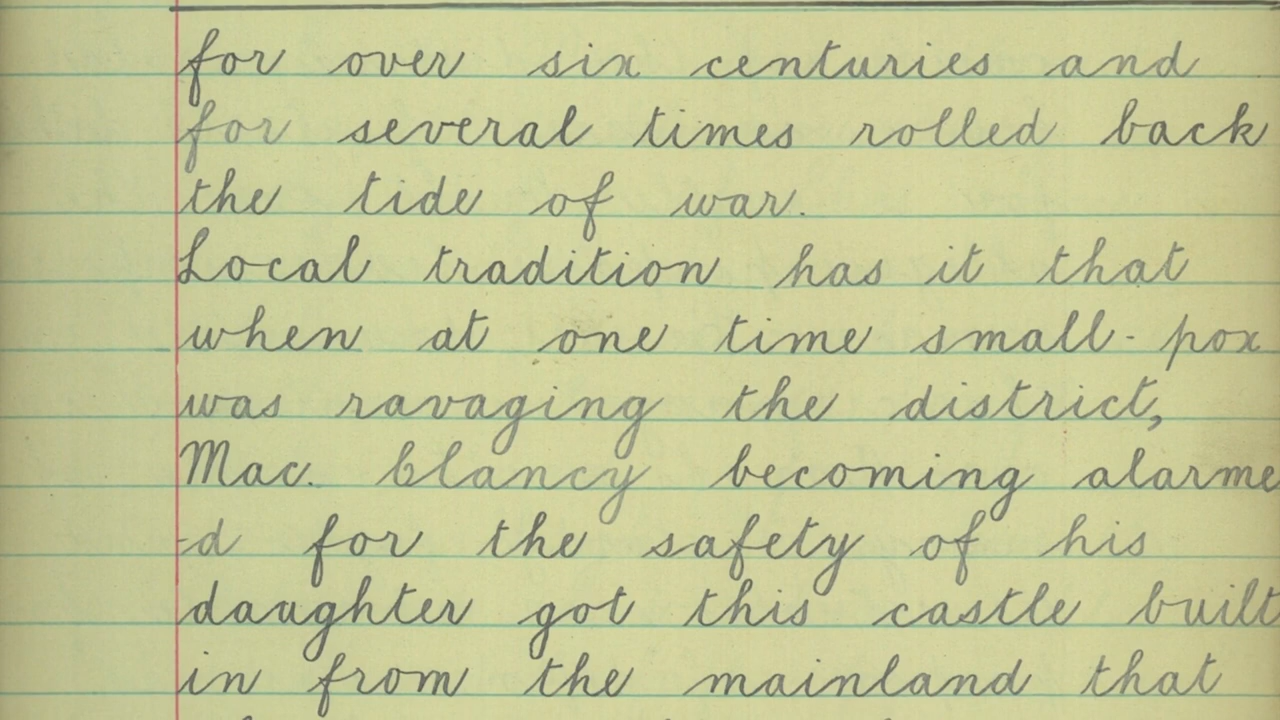 for over six centuries and
for several times rolled back
the tide of war.
Local tradition has it that
when at one time small-pox
was ravaging the district,
Mac. Clancy becoming alarme
-d for the safety of his
daughter got this castle built
in from the mainland that